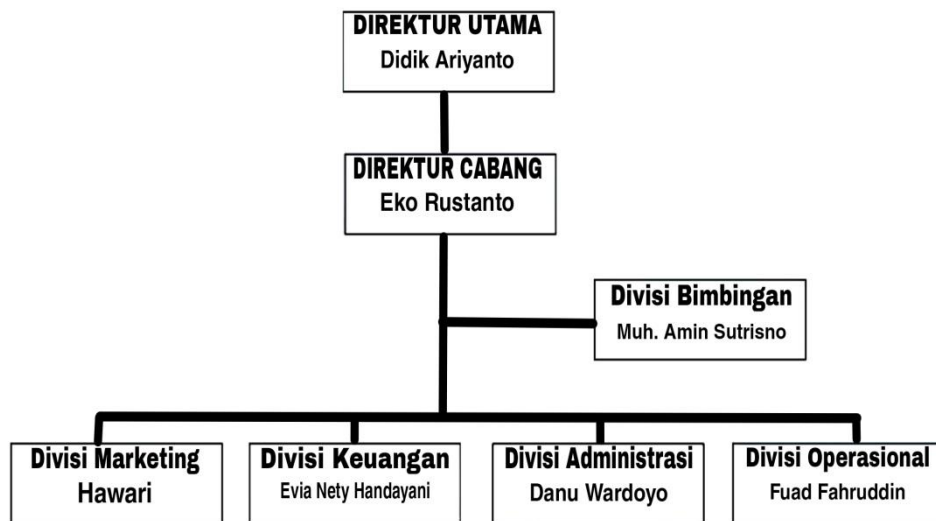 DIREKTUR UTAMA
Didik Ariyanto
DIREKTUR CABANG
Eko Rustanto
Divisi Bimbingan
Muh. Amin Sutrisno
Divisi Marketing
Hawari
Divisi Keuangan
Evia Nety Handayani
Divisi Administrasi
Danu Wardoyo
Divisi Operasional
Fuad Fahruddin